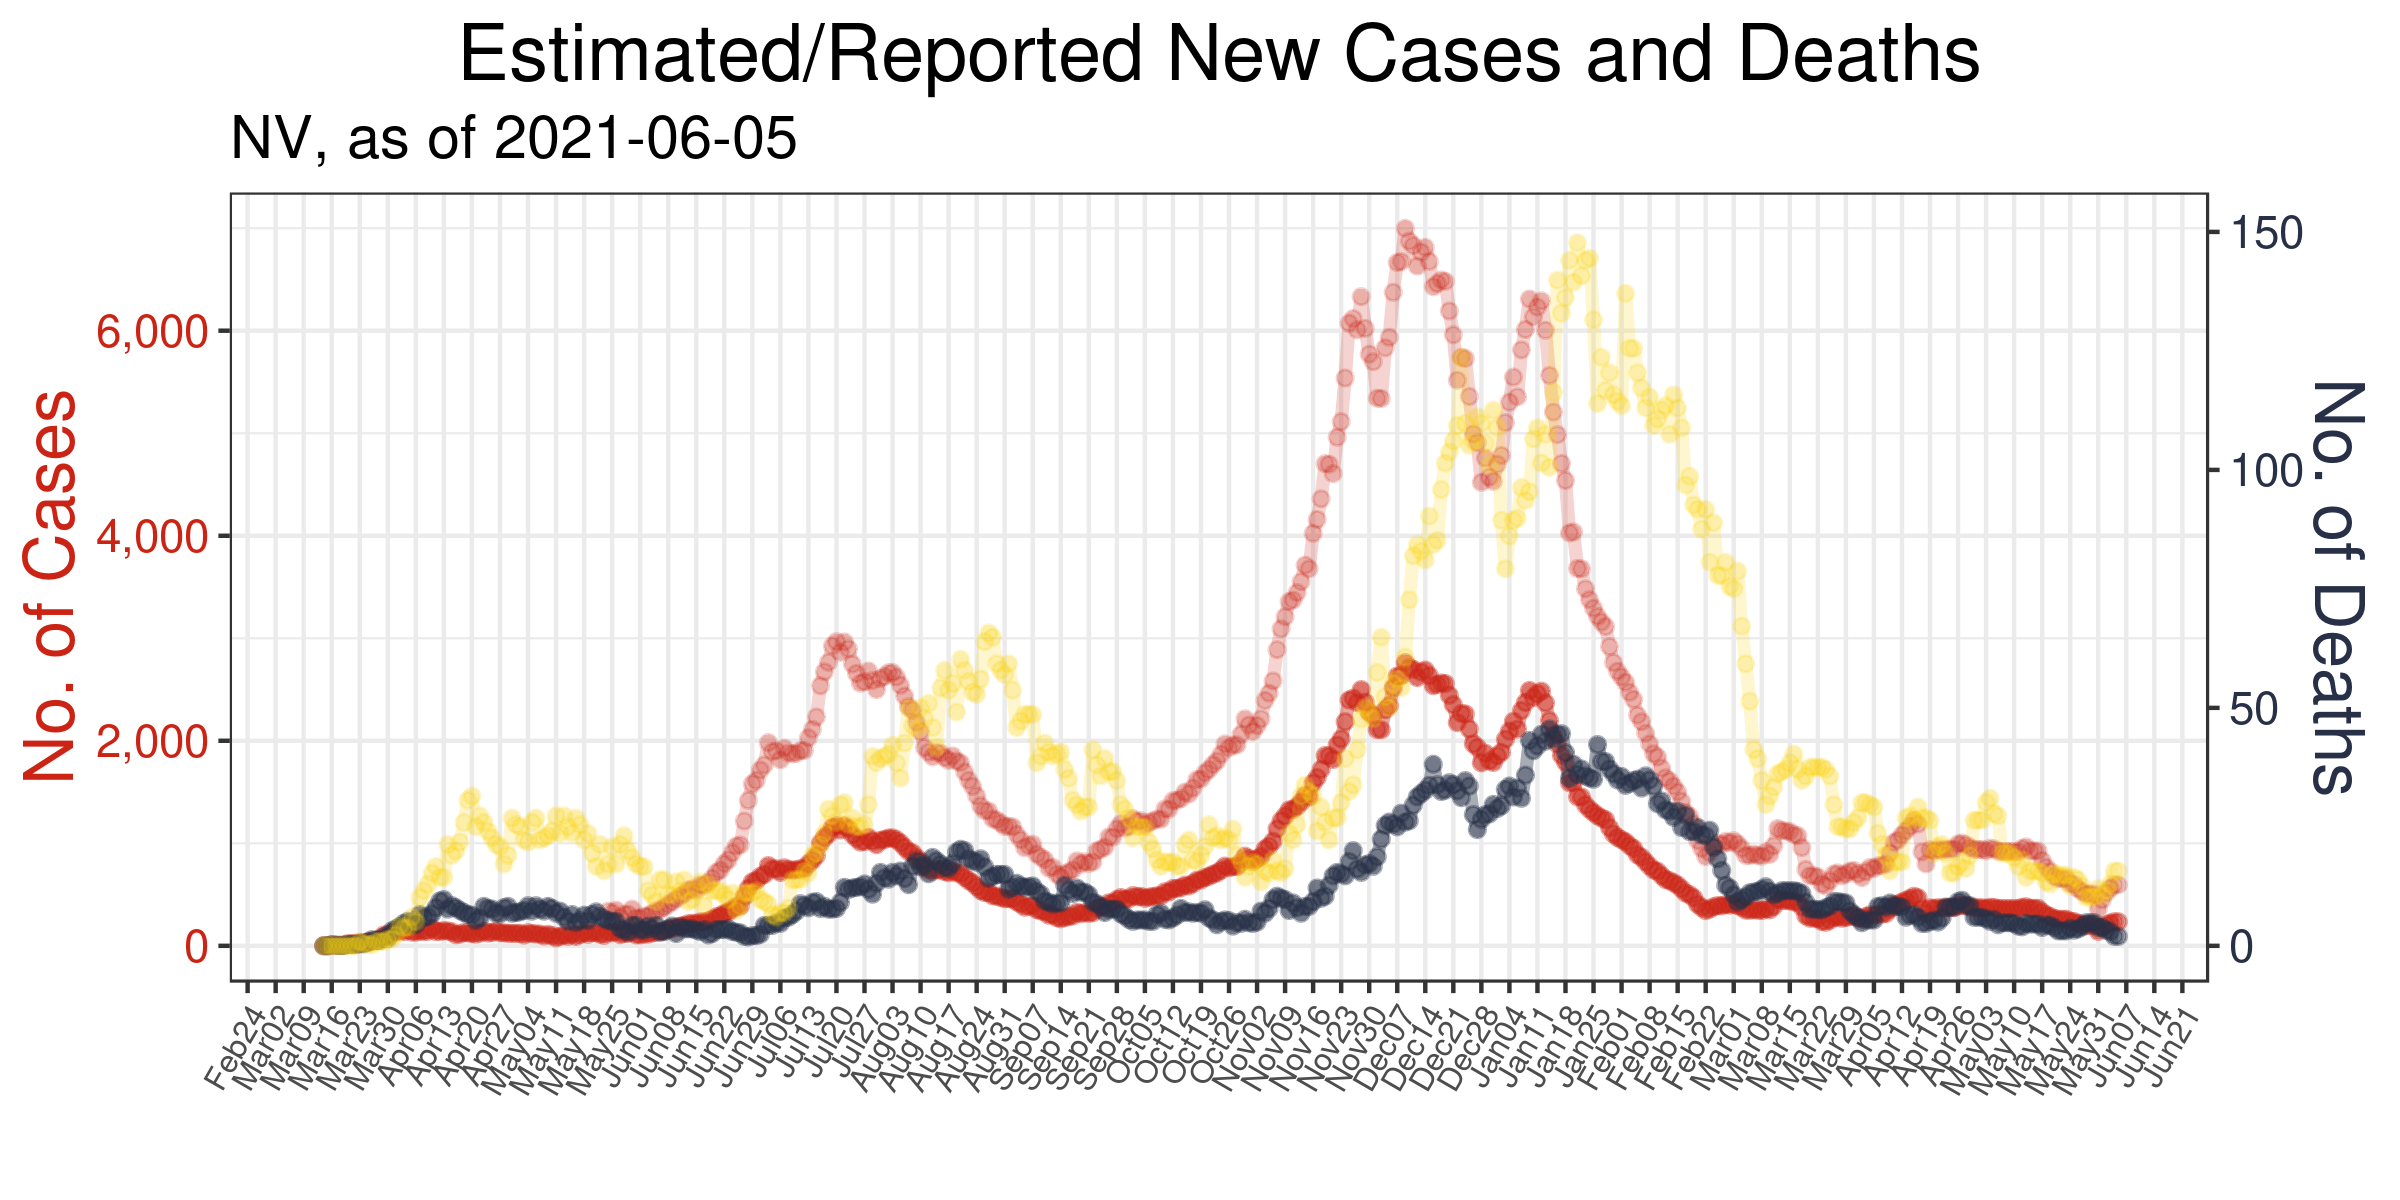 Estimated/Reported New Cases and Deaths
NV, as of 2021-06-05
No. of Cases
6,000
4,000
2,000
0
150
100
50
0
No. of Deaths
Feb24
Mar02
Mar09
Mar16
Mar23
Mar30
Apr06
Apr13
Apr20
Apr27
May04
May11
May18
May25
Jun01
Jun08
Jun15
Jun22
Jun29
Jul06
Jul13
Jul20
Jul27
Aug03
Aug10
Aug17
Aug24
Aug31
Sep07
Sep14
Sep21
Sep28
Oct05
Oct12
Oct19
Oct26
Nov02
Nov09
Nov16
Nov23
Nov30
Dec07
Dec14
Dec21
Dec28
Jan04
Jan11
Jan18
Jan25
Feb01
Feb08
Feb15
Feb22
Mar01
Mar08
Mar15
Mar22
Mar29
Apr05
Apr12
Apr19
Apr26
May03
May10
May17
May24
May31
Jun07
Jun14
Jun21